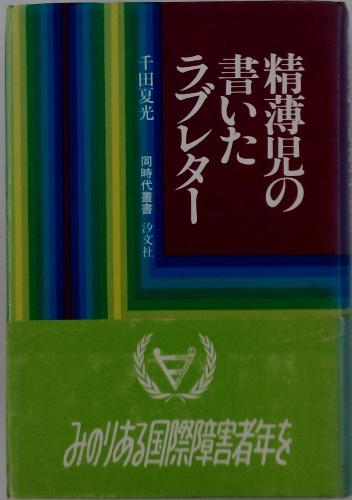 精薄児の
書いた
ラブレター
千田夏光
同時代叢書 汐文社
みのりある国際障害者年を